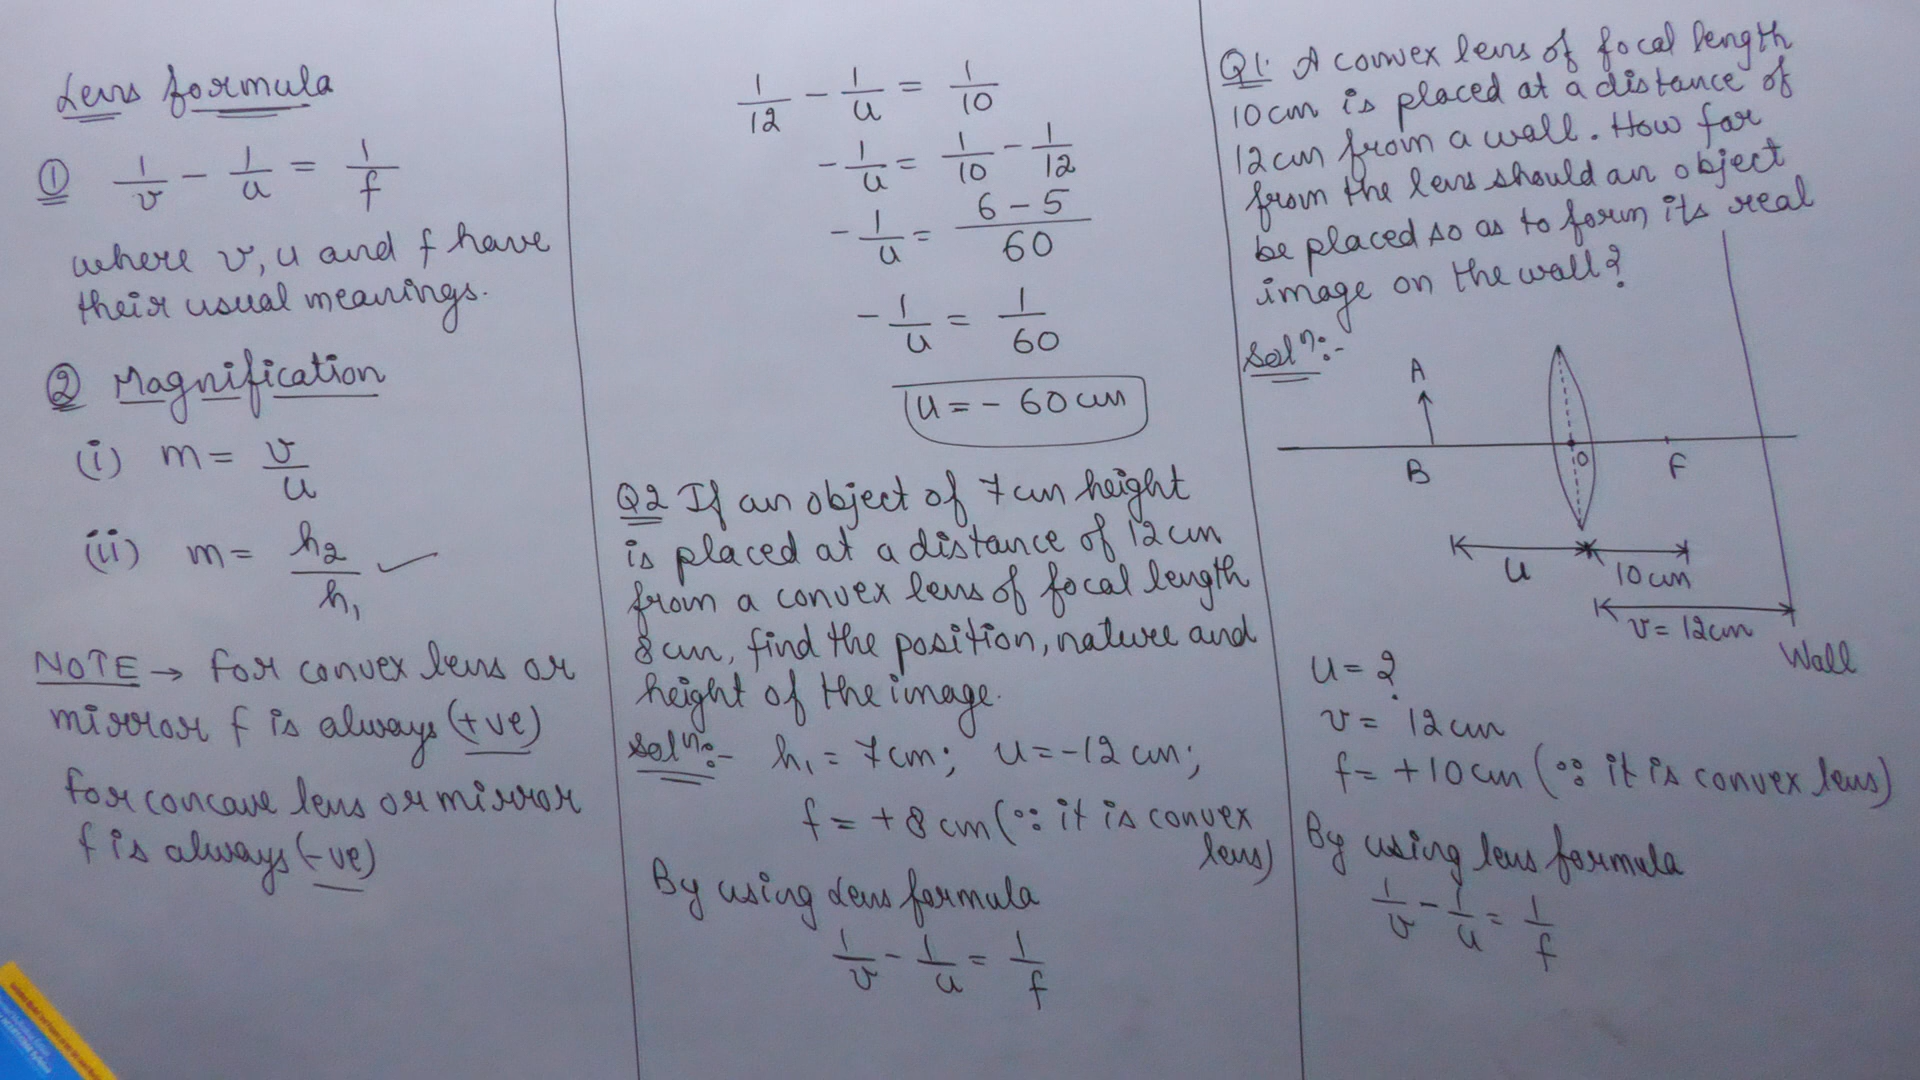 Lens formula
① 1/v - 1/u = 1/f
where v, u and f have
their usual meanings.
② Magnification
(i) m = v/u
(ii) m = h₂/h₁ ✓
NOTE → for convex lens or
mirror f is always (+ve)
for concave lens or mirror
f is always (-ve)
1/12 - 1/u = 1/10
- 1/u = 1/10 - 1/12
- 1/u = (6 - 5)/60
- 1/u = 1/60
u = - 60 cm
Q2 If an object of 7 cm height
is placed at a distance of 12 cm
from a convex lens of focal length
8 cm, find the position, nature and
height of the image.
Solⁿ:- h₁ = 7cm; u = -12 cm;
f = +8 cm (∵ it is convex
lens)
By using Lens formula
1/v - 1/u = 1/f
Q1. A convex lens of focal length
10 cm is placed at a distance of
12 cm from a wall. How far
from the lens should an object
be placed so as to form its real
image on the wall?
Solⁿ:-
A
B
O
F
u
10 cm
v = 12cm
Wall
u = ?
v = 12 cm
f = +10 cm (∵ it is convex lens)
By using lens formula
1/v - 1/u = 1/f